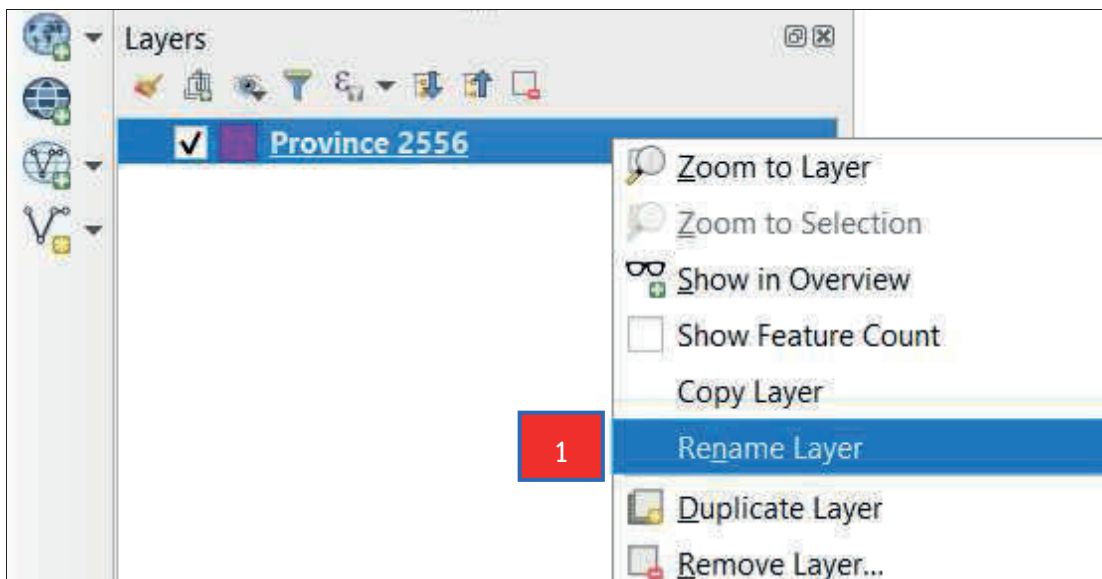 Layers
Province 2556
Zoom to Layer
Zoom to Selection
Show in Overview
Show Feature Count
Copy Layer
1
Rename Layer
Duplicate Layer
Remove Layer...